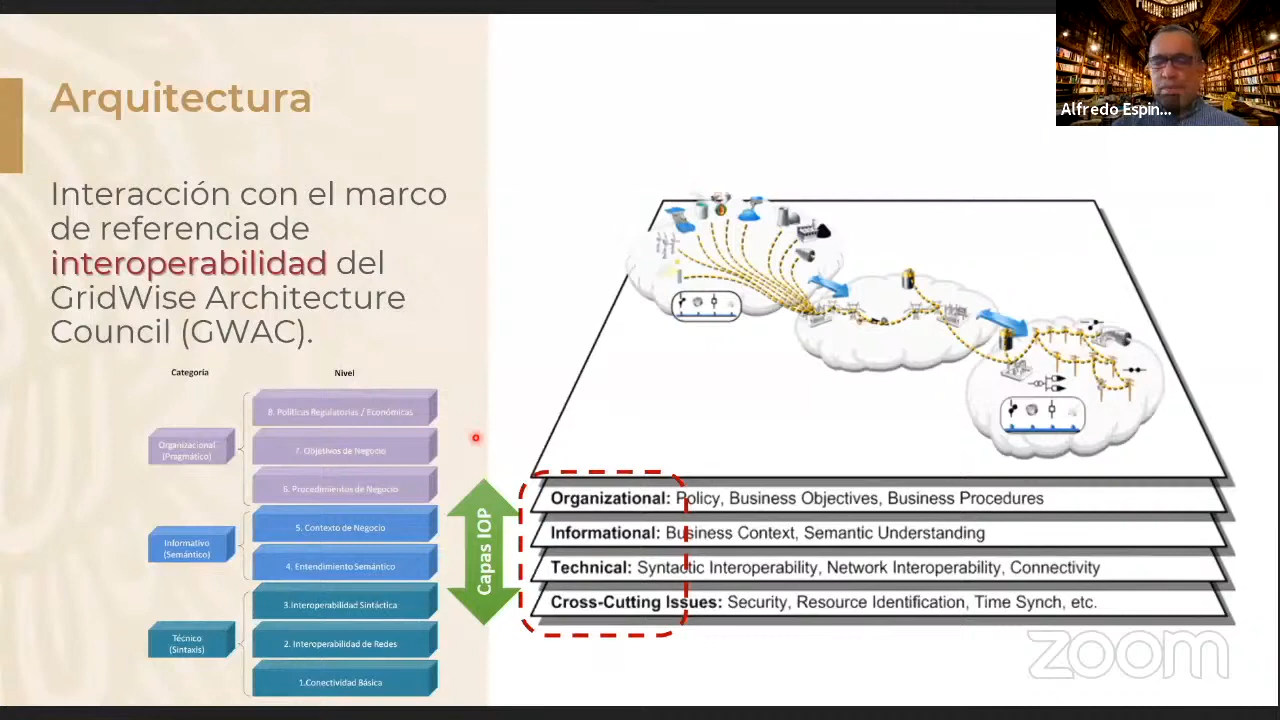 Arquitectura
Interacción con el marco
de referencia de
interoperabilidad del
GridWise Architecture
Council (GWAC).
Categoría
Nivel
Organizacional
(Pragmático)
8. Políticas Regulatorias / Económicas
7. Objetivos de Negocio
6. Procedimientos de Negocio
Informativo
(Semántico)
5. Contexto de Negocio
4. Entendimiento Semántico
Técnico
(Sintaxis)
3.Interoperabilidad Sintáctica
2. Interoperabilidad de Redes
1.Conectividad Básica
Capas IOP
Organizational: Policy, Business Objectives, Business Procedures
Informational: Business Context, Semantic Understanding
Technical: Syntactic Interoperability, Network Interoperability, Connectivity
Cross-Cutting Issues: Security, Resource Identification, Time Synch, etc.
Alfredo Espin...
zoom